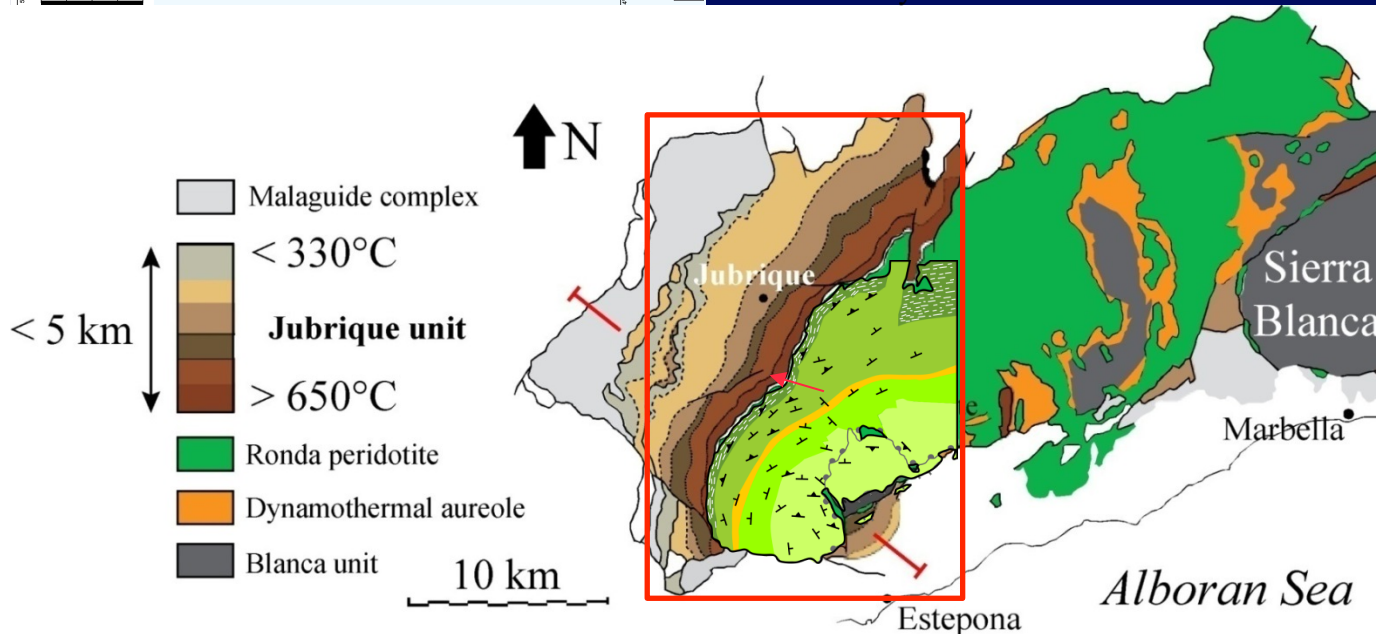 N
Malaguide complex
< 330°C
< 5 km
Jubrique unit
> 650°C
Ronda peridotite
Dynamothermal aureole
Blanca unit
10 km
Jubrique
Sierra
Blanca
Marbella
Estepona
Alboran Sea